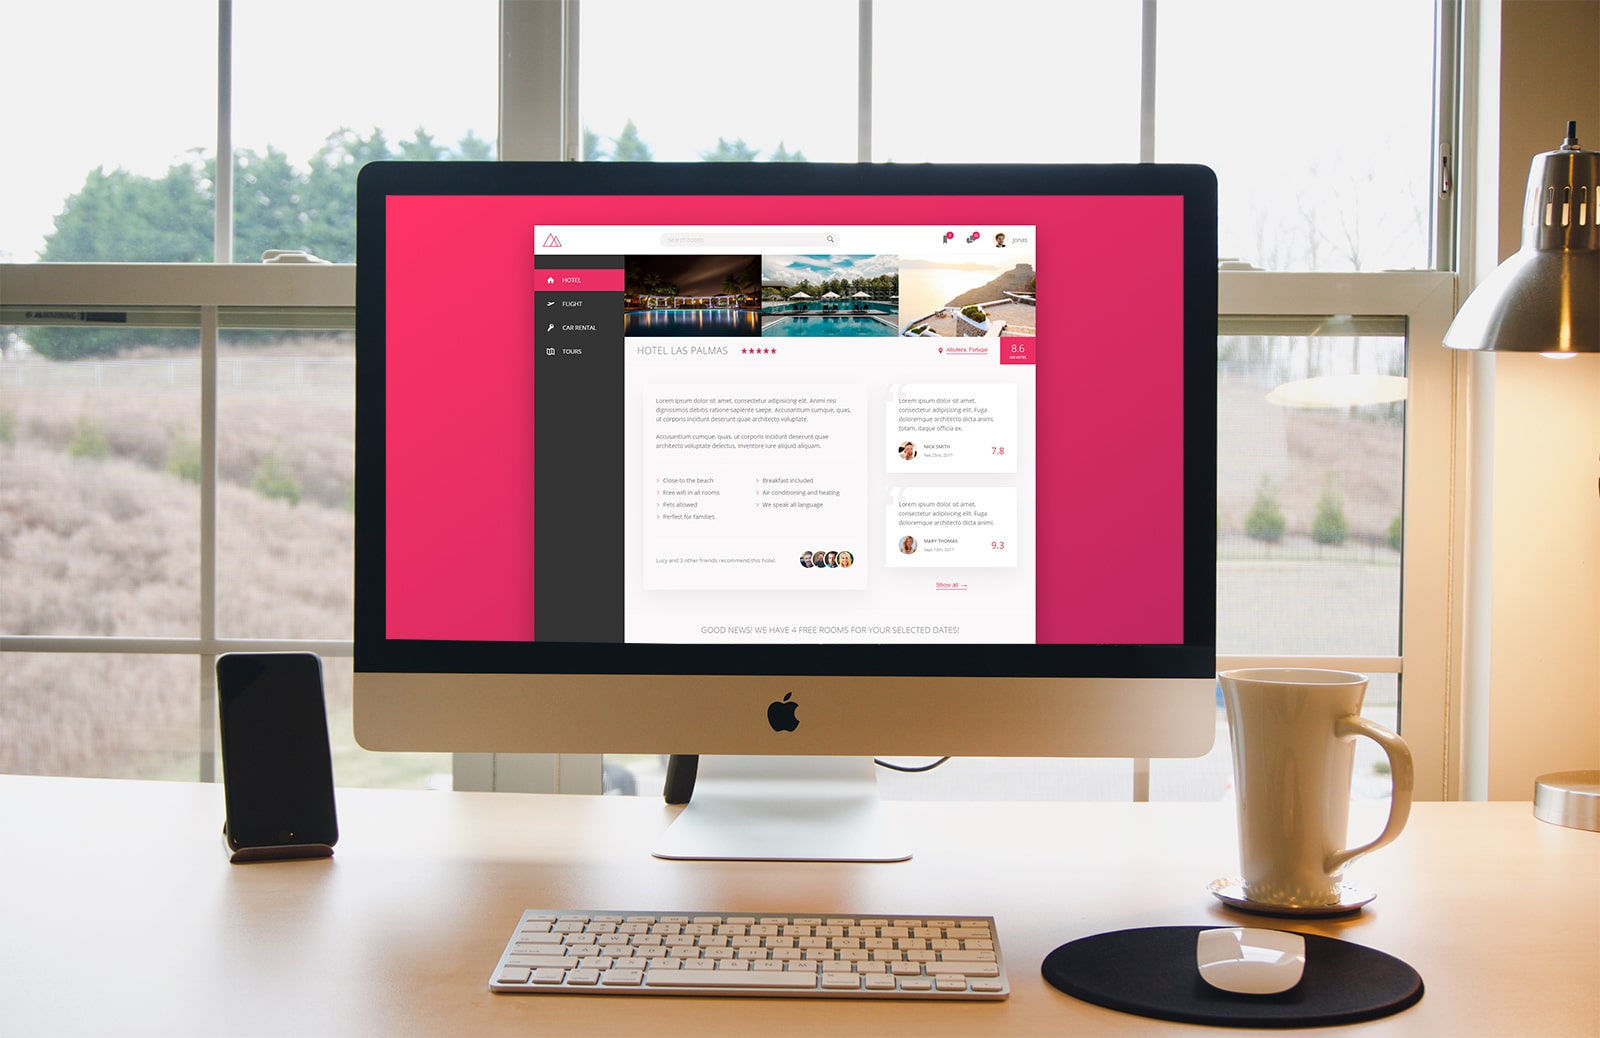 Search hotels
Jonas
HOTEL
FLIGHT
CAR RENTAL
TOURS
HOTEL LAS PALMAS
Albufeira, Portugal
8.6
Lorem ipsum dolor sit amet, consectetur adipisicing elit. Animi nisi
dignissimos debitis ratione sapiente saepe. Accusantium cumque, quas,
ut corporis incidunt deserunt quae architecto voluptate.
Accusantium cumque, quas, ut corporis incidunt deserunt quae
architecto voluptate delectus, inventore iure aliquid aliquam.
Close to the beach
Free wifi in all rooms
Pets allowed
Perfect for families
Breakfast included
Air conditioning and heating
We speak all language
Lucy and 3 other friends recommend this hotel.
Lorem ipsum dolor sit amet,
consectetur adipisicing elit. Fuga
doloremque architecto dicta animi,
totam, itaque officia ex.
NICK SMITH
Feb 23rd, 2017
7.8
Lorem ipsum dolor sit amet,
consectetur adipisicing elit. Fuga
doloremque architecto dicta animi.
MARY THOMAS
Sept 13th, 2017
9.3
Show all →
GOOD NEWS! WE HAVE 4 FREE ROOMS FOR YOUR SELECTED DATES!
WARNING